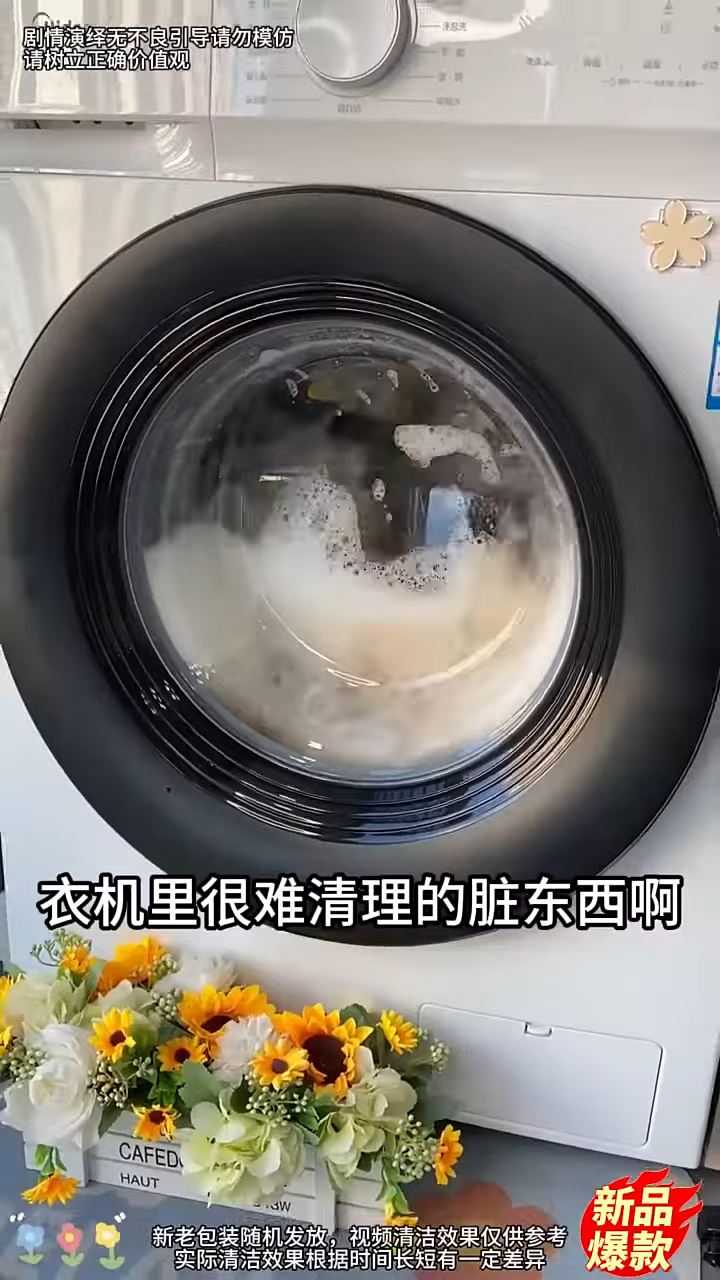 剧情演绎无不良引导请勿模仿
请树立正确价值观
衣机里很难清理的脏东西啊
HAUT
新老包装随机发放，视频清洁效果仅供参考
实际清洁效果根据时间长短有一定差异
新品
爆款